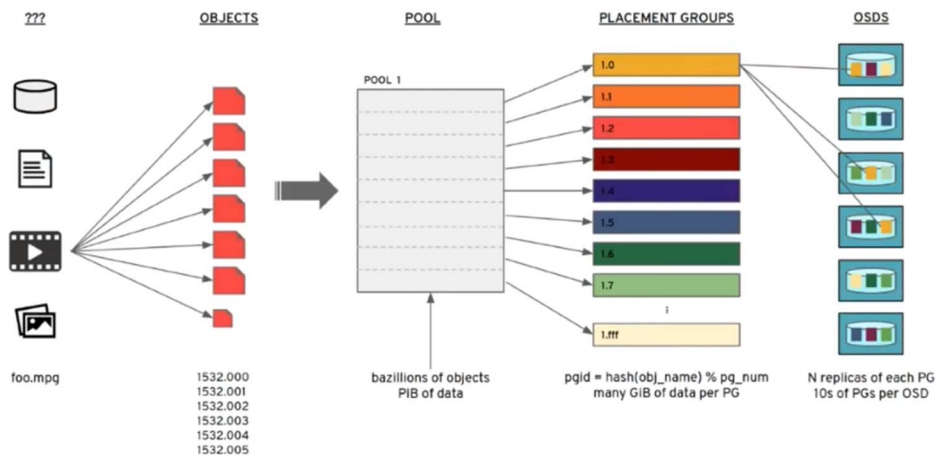 ???
OBJECTS
POOL
PLACEMENT GROUPS
OSDS
POOL 1
1.0
1.1
1.2
1.3
1.4
1.5
1.6
1.7
⋮
1.fff
foo.mpg
1532.000
1532.001
1532.002
1532.003
1532.004
1532.005
bazillions of objects
PiB of data
pgid = hash(obj_name) % pg_num
many GiB of data per PG
N replicas of each PG
10s of PGs per OSD